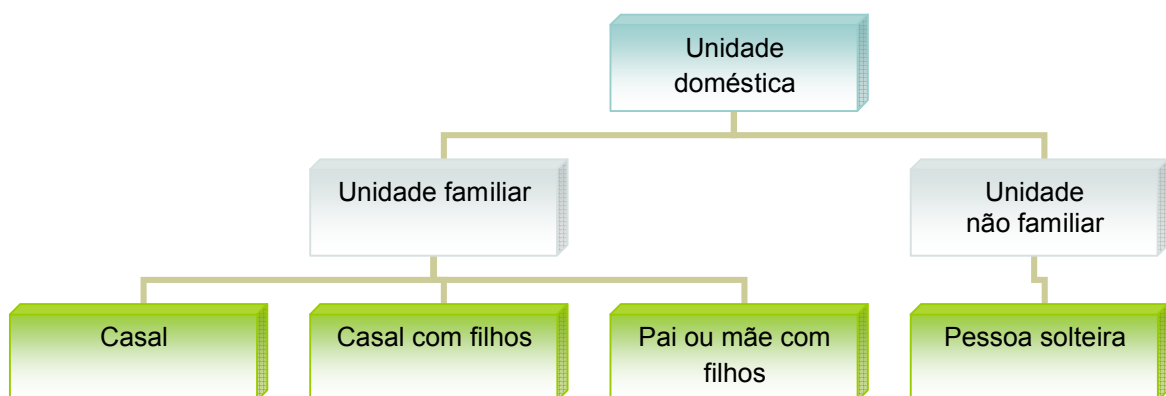 Unidade
doméstica
Unidade familiar
Unidade
não familiar
Casal
Casal com filhos
Pai ou mãe com
filhos
Pessoa solteira